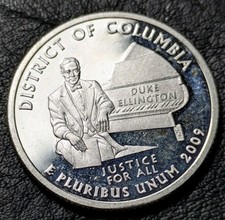 DISTRICT OF COLUMBIA
DUKE
ELLINGTON
JUSTICE
FOR ALL
E PLURIBUS UNUM 2009